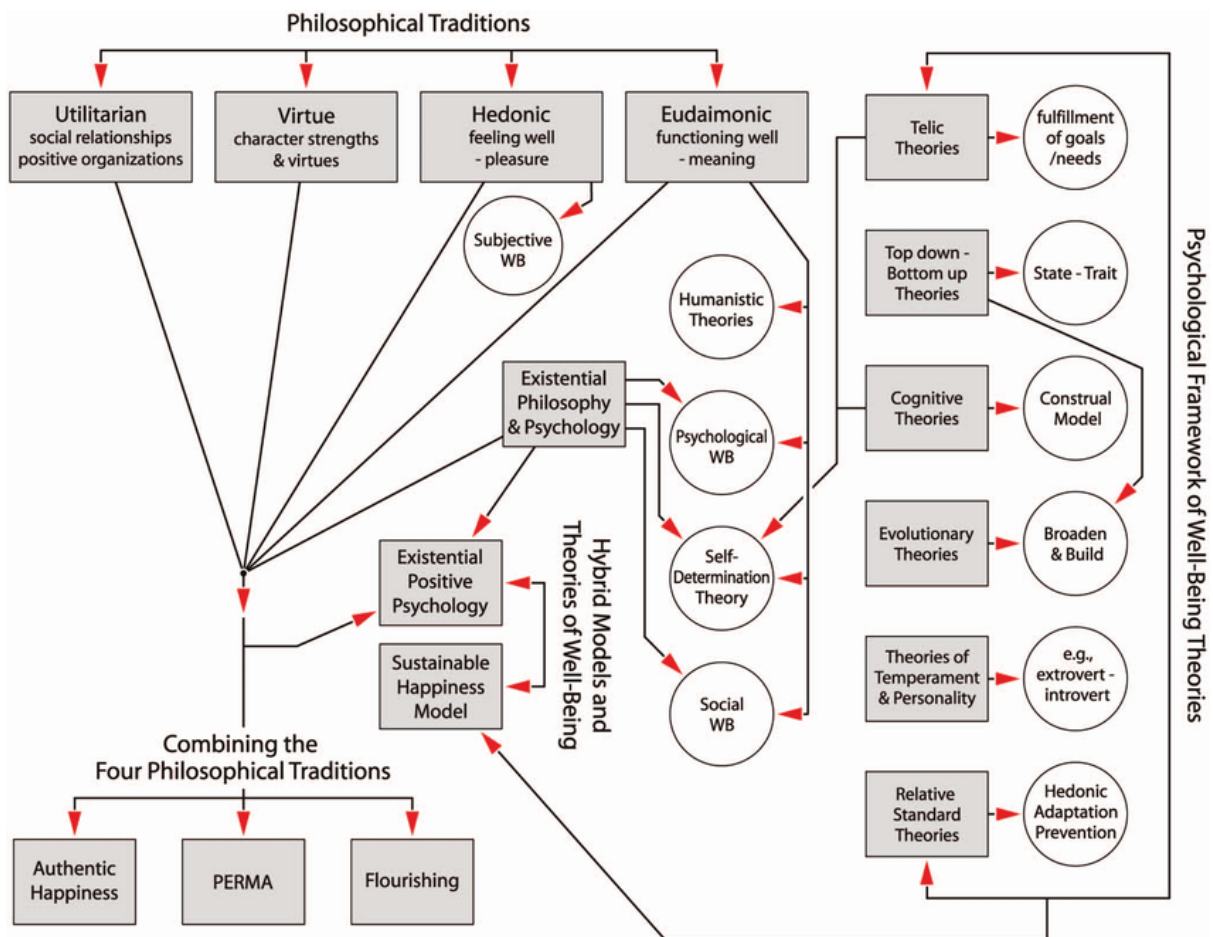 Philosophical Traditions
Utilitarian
social relationships
positive organizations
Virtue
character strengths
& virtues
Hedonic
feeling well
- pleasure
Eudaimonic
functioning well
- meaning
Subjective
WB
Humanistic
Theories
Existential
Philosophy
& Psychology
Psychological
WB
Self-
Determination
Theory
Social
WB
Existential
Positive
Psychology
Sustainable
Happiness
Model
Hybrid Models and
Theories of Well-Being
Combining the
Four Philosophical Traditions
Authentic
Happiness
PERMA
Flourishing
Telic
Theories
fulfillment
of goals
/needs
Top down -
Bottom up
Theories
State - Trait
Cognitive
Theories
Construal
Model
Evolutionary
Theories
Broaden
& Build
Theories of
Temperament
& Personality
e.g.,
extrovert -
introvert
Relative
Standard
Theories
Hedonic
Adaptation
Prevention
Psychological Framework of Well-Being Theories